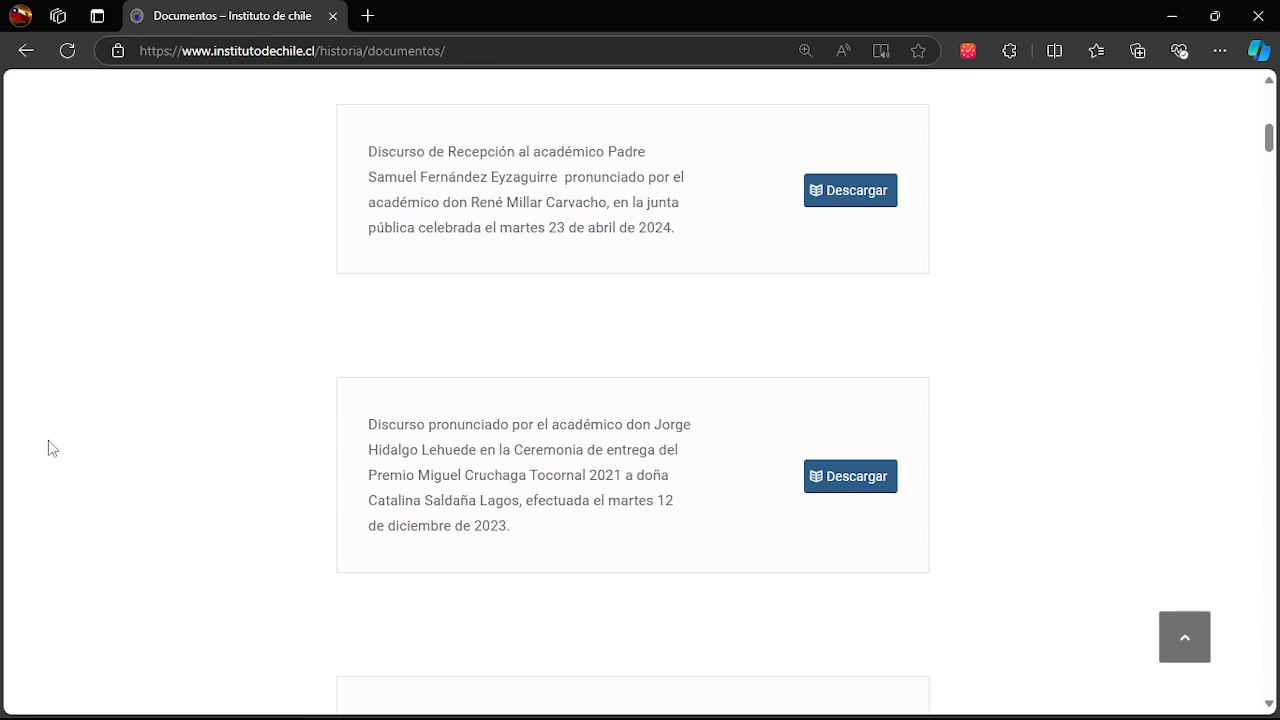 Documentos – Instituto de chile
https://www.institutodechile.cl/historia/documentos/
Discurso de Recepción al académico Padre
Samuel Fernández Eyzaguirre pronunciado por el
académico don René Millar Carvacho, en la junta
pública celebrada el martes 23 de abril de 2024.
Descargar
Discurso pronunciado por el académico don Jorge
Hidalgo Lehuede en la Ceremonia de entrega del
Premio Miguel Cruchaga Tocornal 2021 a doña
Catalina Saldaña Lagos, efectuada el martes 12
de diciembre de 2023.
Descargar